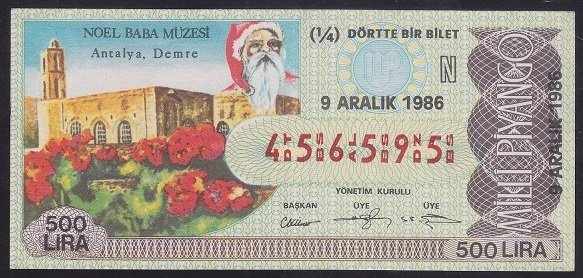 NOEL BABA MÜZESİ
Antalya, Demre
(¼) DÖRTTE BİR BİLET
N
9 ARALIK 1986
456595
YÖNETİM KURULU
BAŞKAN ÜYE ÜYE
500 LİRA
500 LİRA
MİLLİ PİYANGO
9 ARALIK 1986